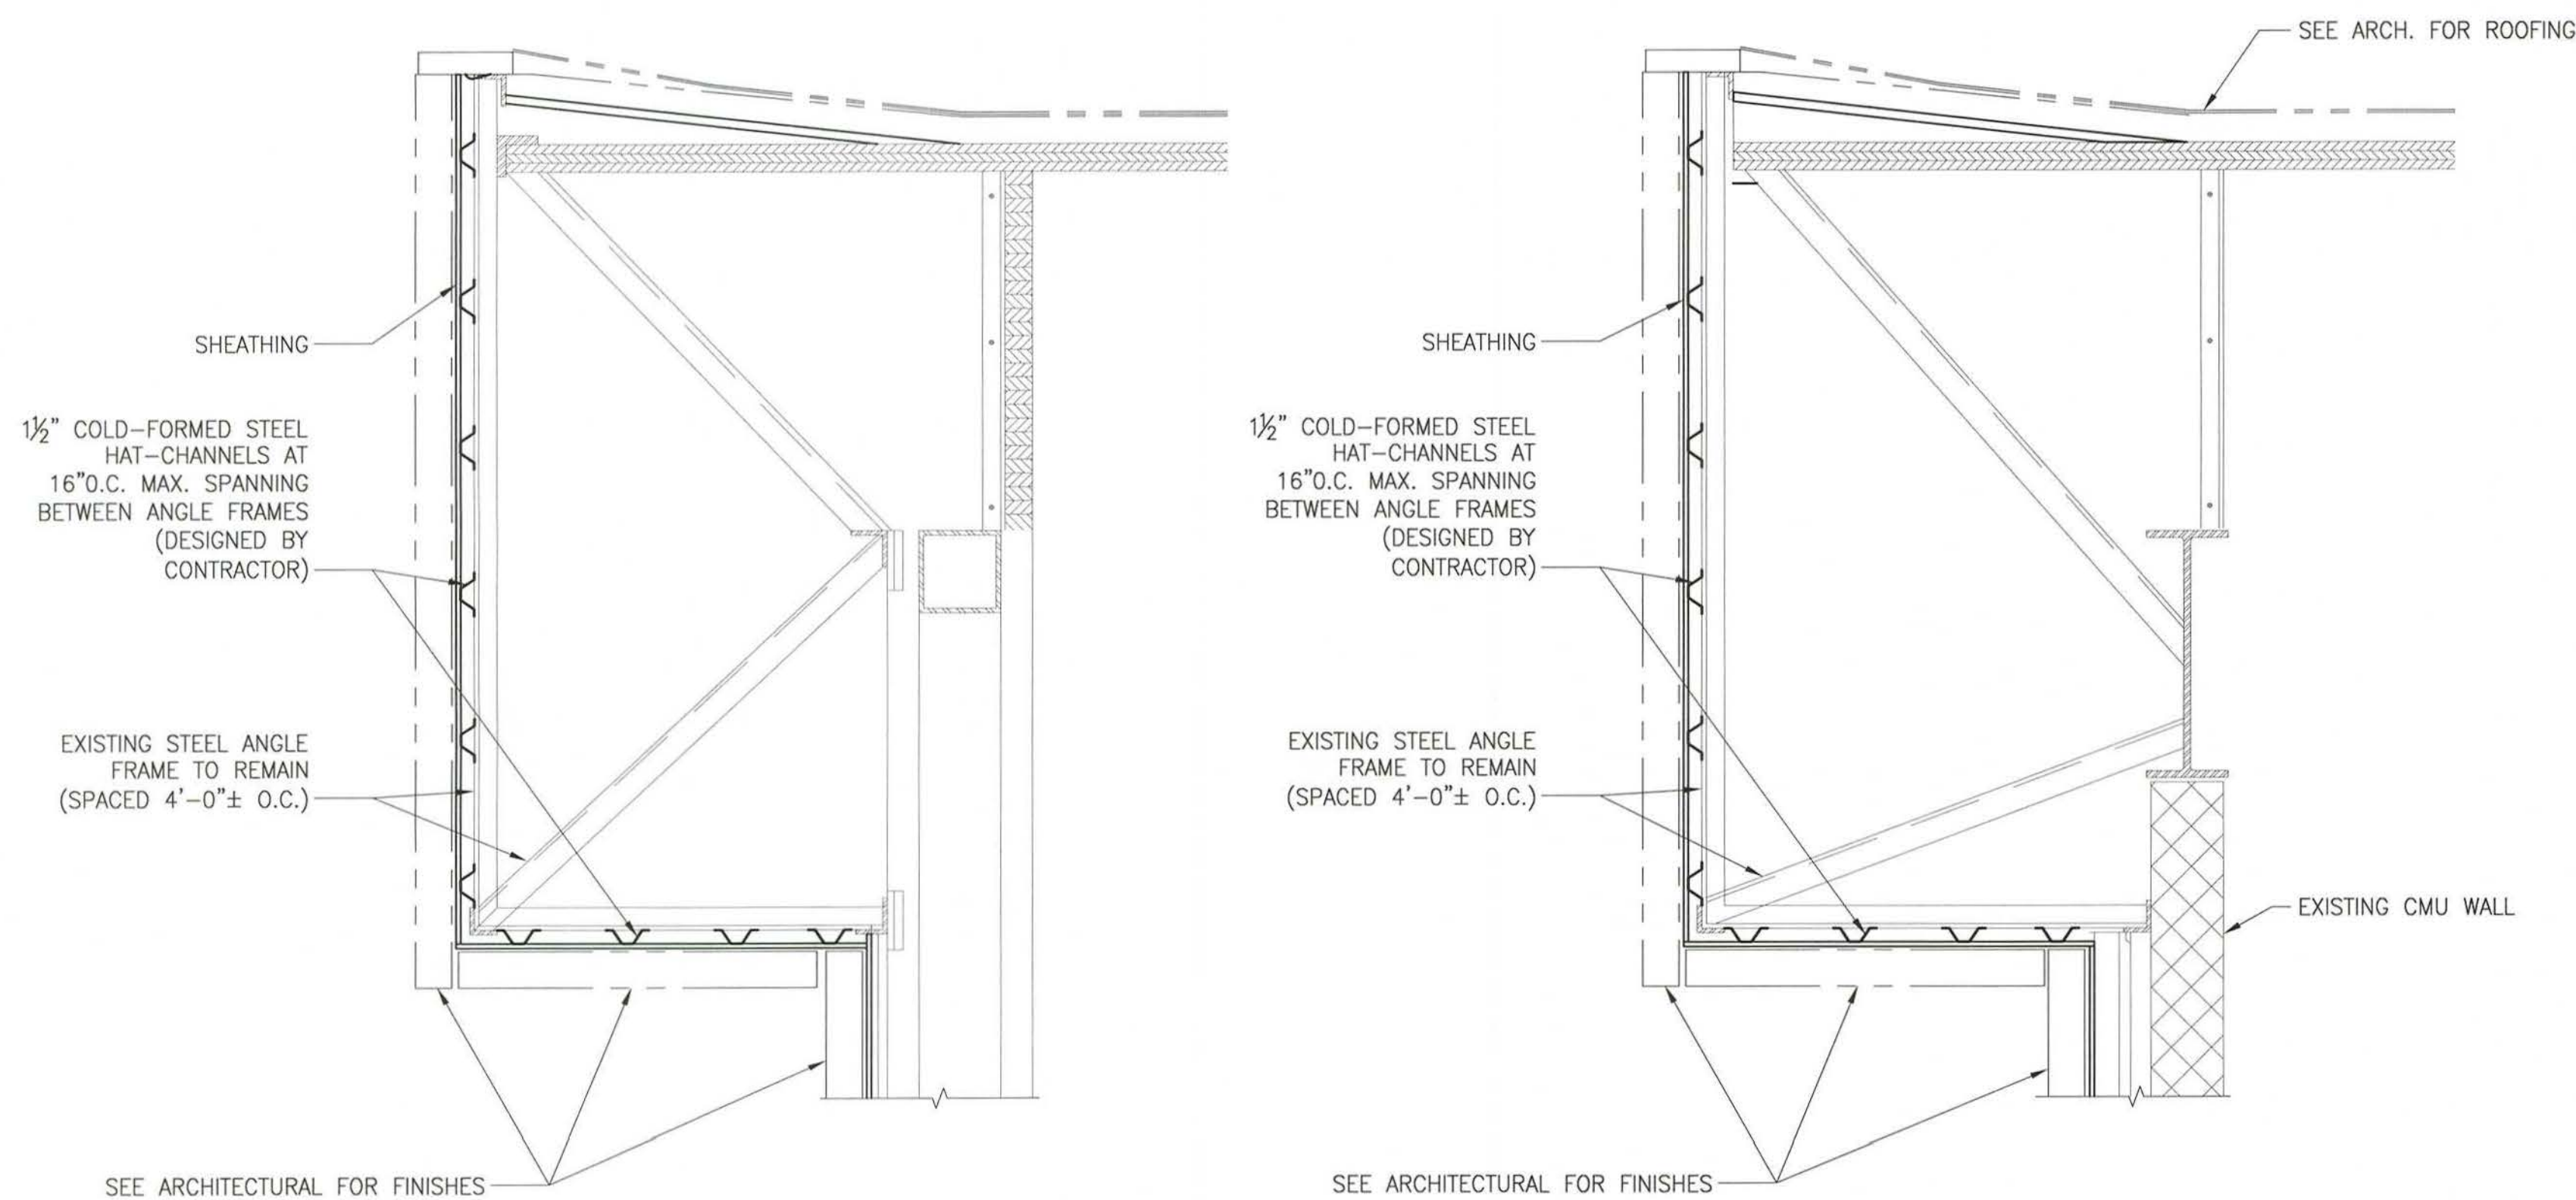 SHEATHING
1½" COLD–FORMED STEEL
HAT–CHANNELS AT
16"O.C. MAX. SPANNING
BETWEEN ANGLE FRAMES
(DESIGNED BY
CONTRACTOR)
EXISTING STEEL ANGLE
FRAME TO REMAIN
(SPACED 4'–0"± O.C.)
SEE ARCHITECTURAL FOR FINISHES
SEE ARCH. FOR ROOFING
SHEATHING
1½" COLD–FORMED STEEL
HAT–CHANNELS AT
16"O.C. MAX. SPANNING
BETWEEN ANGLE FRAMES
(DESIGNED BY
CONTRACTOR)
EXISTING STEEL ANGLE
FRAME TO REMAIN
(SPACED 4'–0"± O.C.)
EXISTING CMU WALL
SEE ARCHITECTURAL FOR FINISHES